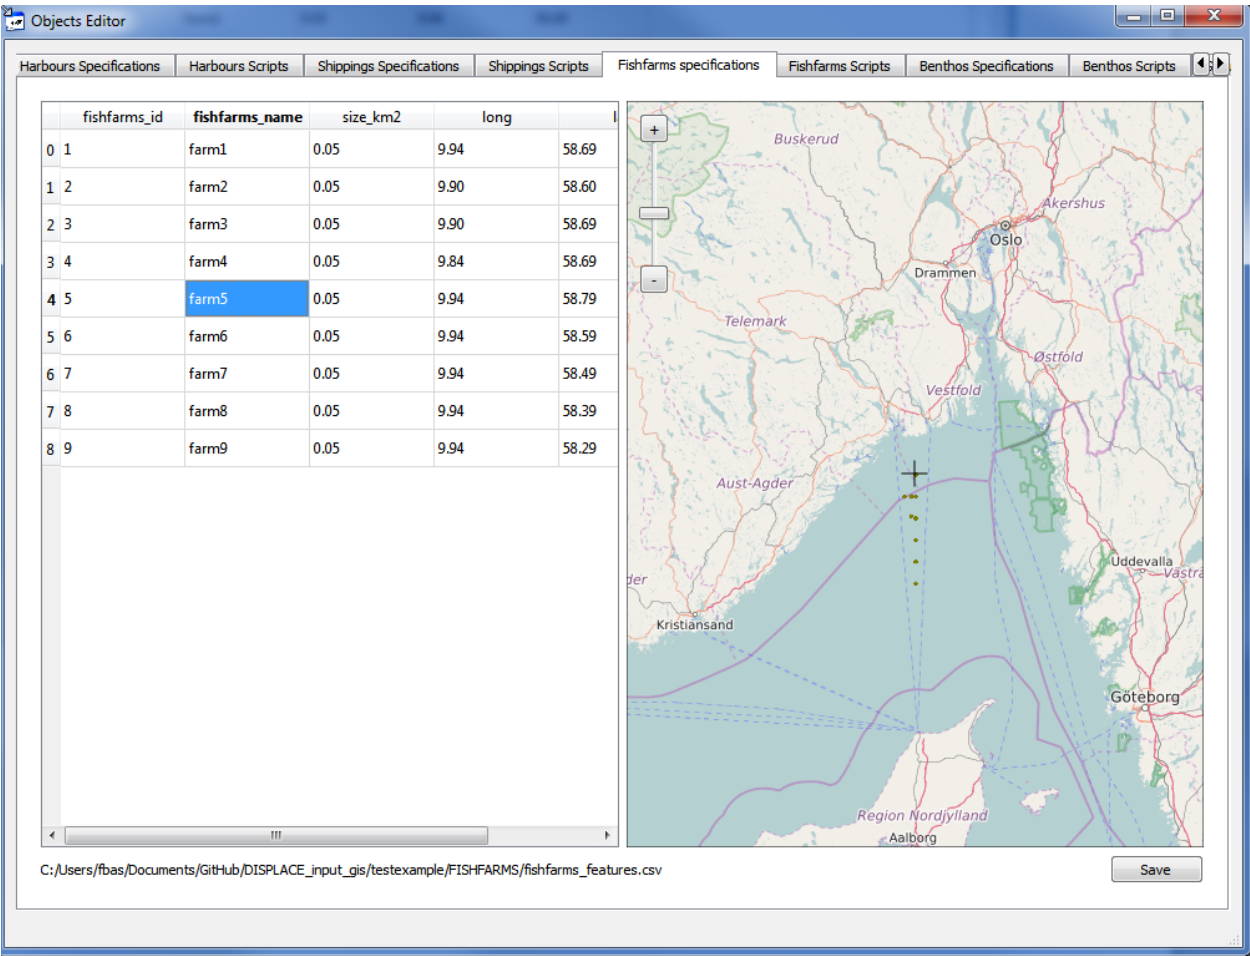 Objects Editor
Harbours Specifications Harbours Scripts Shippings Specifications Shippings Scripts Fishfarms specifications Fishfarms Scripts Benthos Specifications Benthos Scripts
fishfarms_id fishfarms_name size_km2 long
0 1 farm1 0.05 9.94 58.69
1 2 farm2 0.05 9.90 58.60
2 3 farm3 0.05 9.90 58.69
3 4 farm4 0.05 9.84 58.69
4 5 farm5 0.05 9.94 58.79
5 6 farm6 0.05 9.94 58.59
6 7 farm7 0.05 9.94 58.49
7 8 farm8 0.05 9.94 58.39
8 9 farm9 0.05 9.94 58.29
+
-
Buskerud
Akershus
Oslo
Drammen
Telemark
Østfold
Vestfold
Aust-Agder
Uddevalla
Västra
der
Kristiansand
Göteborg
Region Nordjylland
Aalborg
C:/Users/fbas/Documents/GitHub/DISPLACE_input_gis/testexample/FISHFARMS/fishfarms_features.csv
Save